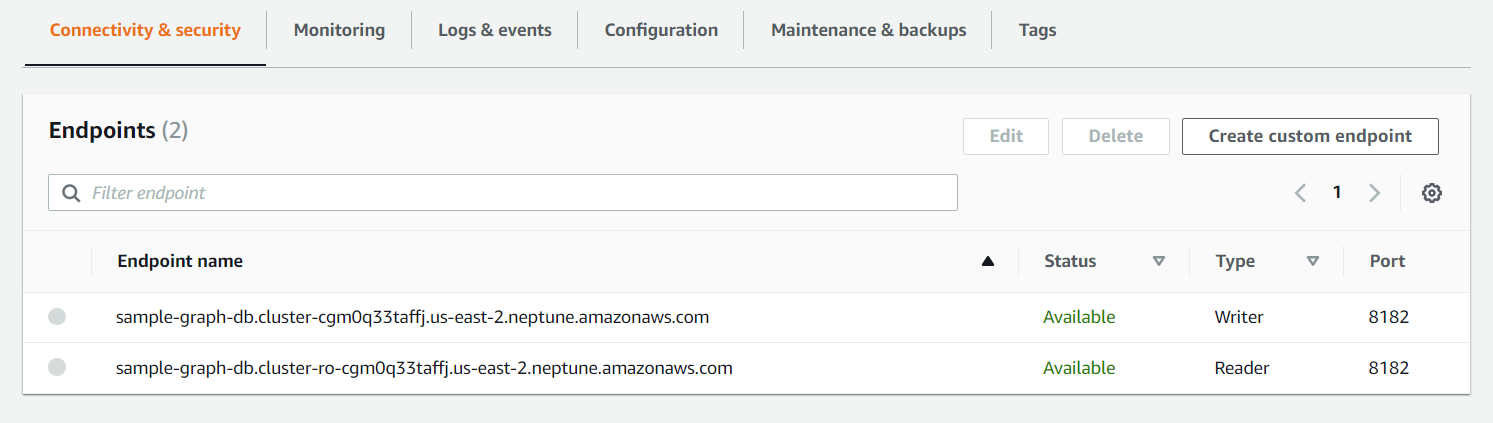 Connectivity & security Monitoring Logs & events Configuration Maintenance & backups Tags
Endpoints (2)
Edit Delete Create custom endpoint
Filter endpoint 1
Endpoint name Status Type Port
sample-graph-db.cluster-cgm0q33taffj.us-east-2.neptune.amazonaws.com Available Writer 8182
sample-graph-db.cluster-ro-cgm0q33taffj.us-east-2.neptune.amazonaws.com Available Reader 8182